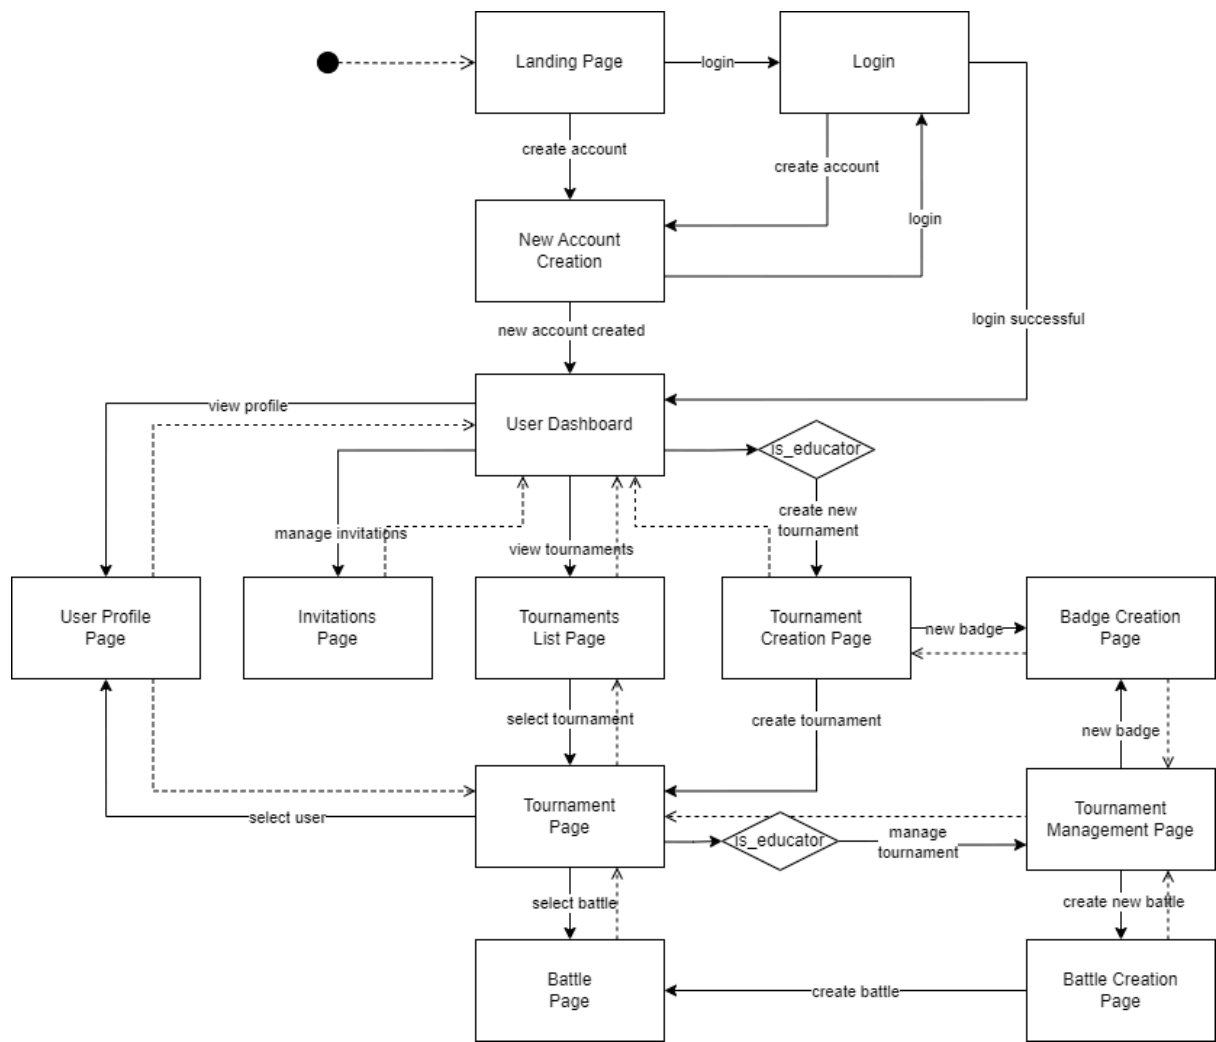 Landing Page
login
Login
create account
create account
login
New Account
Creation
login successful
new account created
view profile
User Dashboard
is_educator
create new
tournament
manage invitations
view tournaments
User Profile
Page
Invitations
Page
Tournaments
List Page
Tournament
Creation Page
new badge
Badge Creation
Page
select tournament
create tournament
new badge
select user
Tournament
Page
is_educator
manage
tournament
Tournament
Management Page
select battle
create new battle
Battle
Page
create battle
Battle Creation
Page